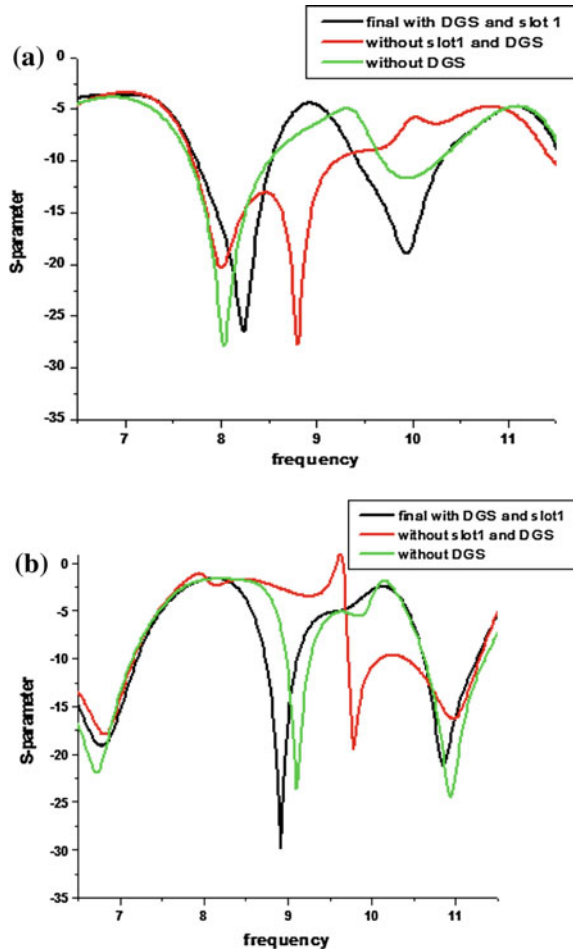 final with DGS and slot 1
without slot1 and DGS
without DGS
(a)
0
-5
-10
-15
-20
-25
-30
-35
S-parameter
7 8 9 10 11
frequency
final with DGS and slot1
without slot1 and DGS
without DGS
(b)
0
-5
-10
-15
-20
-25
-30
-35
S-parameter
7 8 9 10 11
frequency